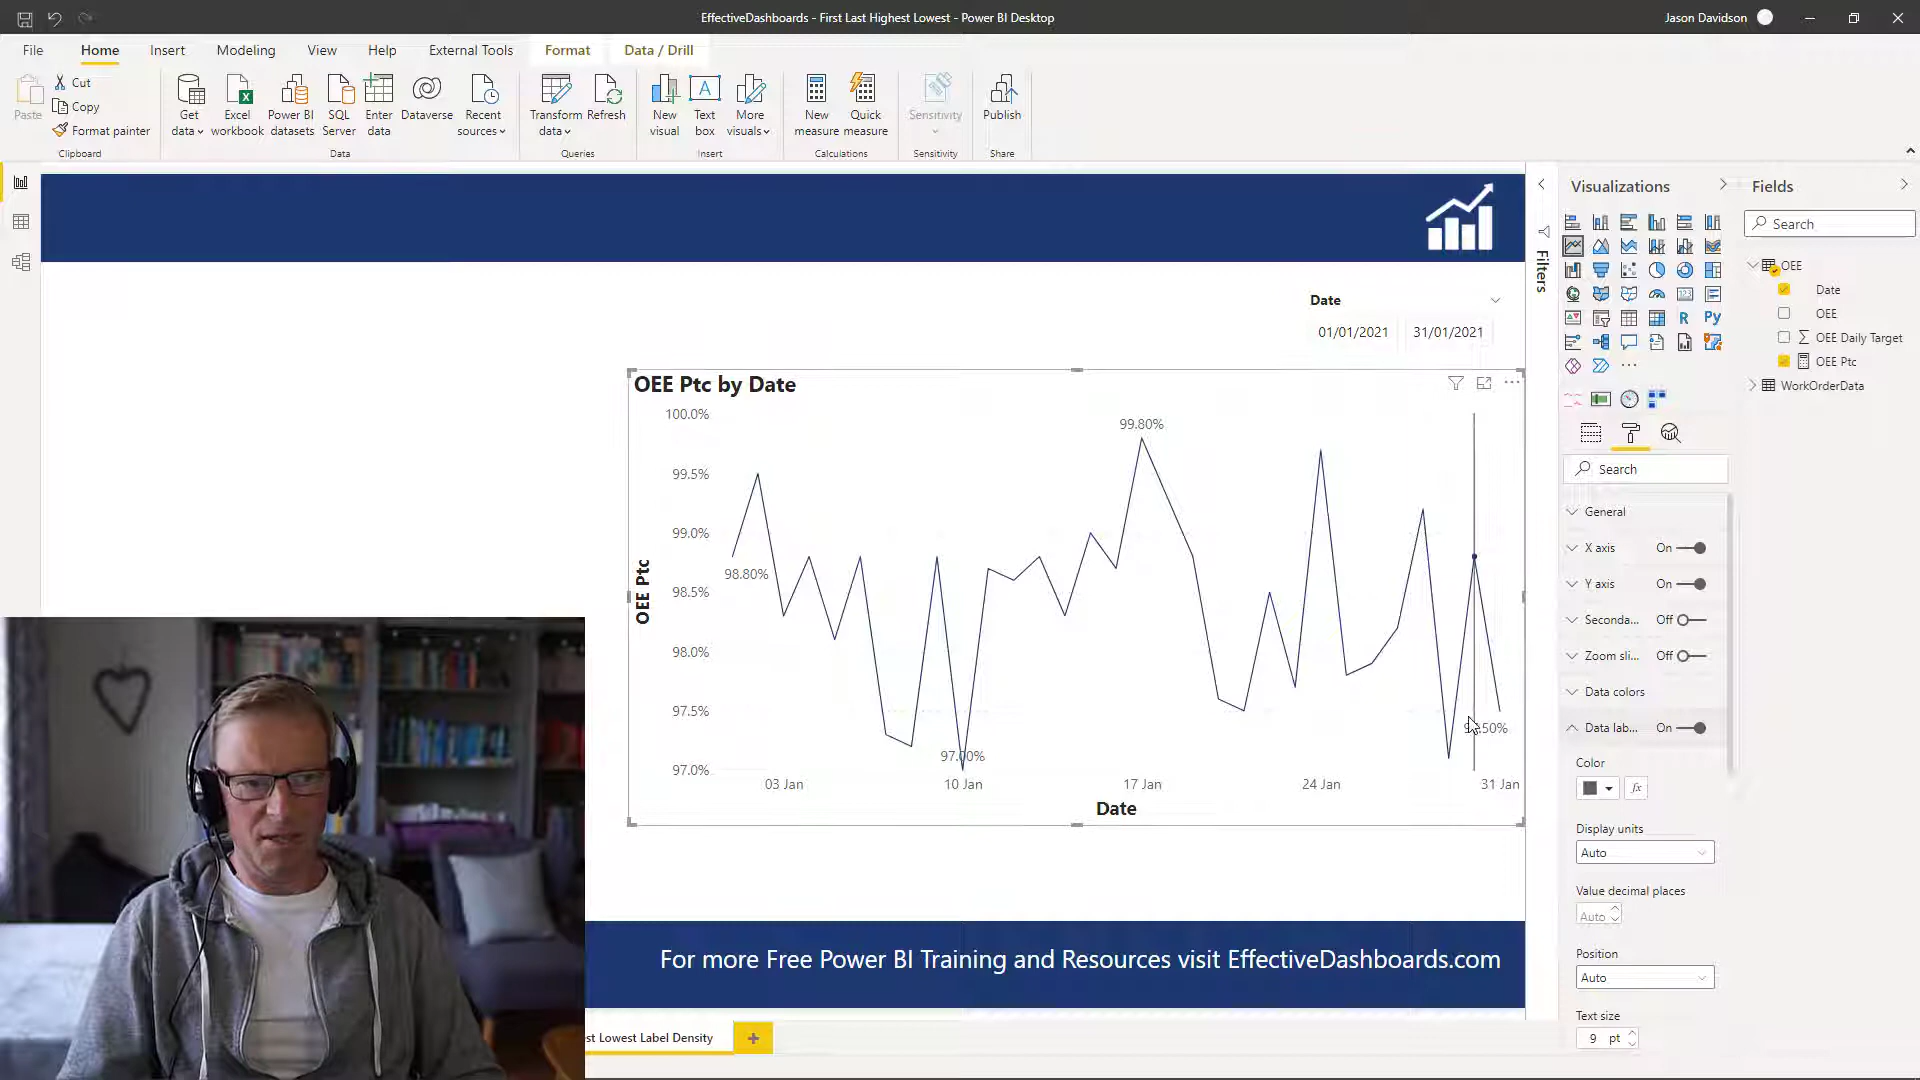 EffectiveDashboards - First Last Highest Lowest - Power BI Desktop
Jason Davidson
File
Home
Insert
Modeling
View
Help
External Tools
Format
Data / Drill
Paste
Cut
Copy
Format painter
Clipboard
Get data
Excel workbook
Power BI datasets
SQL Server
Enter data
Dataverse
Recent sources
Data
Transform data
Refresh
Queries
New visual
Text box
More visuals
Insert
New measure
Quick measure
Calculations
Sensitivity
Sensitivity
Publish
Share
Date
01/01/2021
31/01/2021
OEE Ptc by Date
OEE Ptc
100.0%
99.5%
99.0%
98.5%
98.0%
97.5%
97.0%
98.80%
97.00%
99.80%
03 Jan
10 Jan
17 Jan
24 Jan
31 Jan
Date
For more Free Power BI Training and Resources visit EffectiveDashboards.com
Lowest Label Density
Filters
Visualizations
R
Py
Search
General
X axis
On
Y axis
On
Seconda...
Off
Zoom sli...
Off
Data colors
Data lab...
On
Color
fx
Display units
Auto
Value decimal places
Auto
Position
Auto
Text size
9 pt
Fields
Search
OEE
Date
OEE
OEE Daily Target
OEE Ptc
WorkOrderData